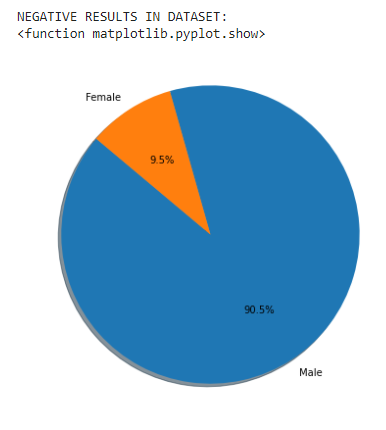 NEGATIVE RESULTS IN DATASET:
<function matplotlib.pyplot.show>
Female
9.5%
90.5%
Male